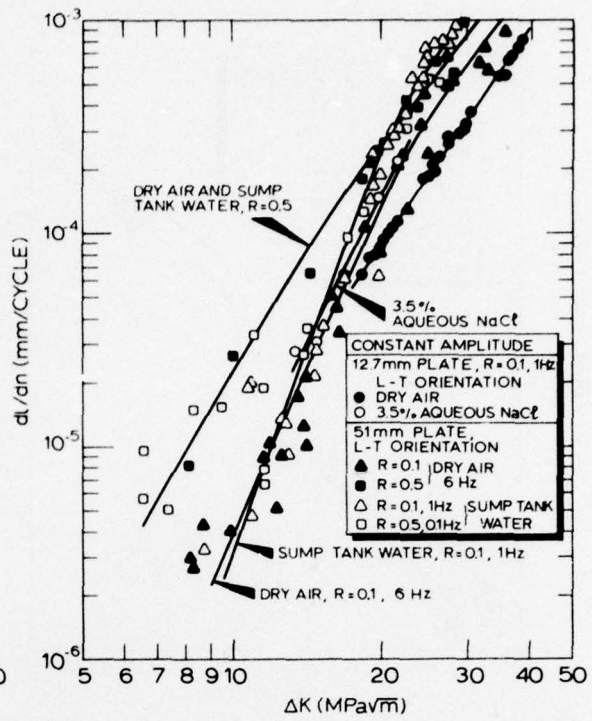 10⁻³
10⁻⁴
10⁻⁵
10⁻⁶
dl/dn (mm/CYCLE)
DRY AIR AND SUMP
TANK WATER, R=0.5
3.5%
AQUEOUS NaCl
CONSTANT AMPLITUDE
12.7mm PLATE, R=0.1, 1Hz
L-T ORIENTATION
● DRY AIR
○ 3.5% AQUEOUS NaCl
51mm PLATE,
L-T ORIENTATION
▲ R=0.1 } DRY AIR
■ R=0.5 } 6 Hz
△ R=0.1, 1Hz } SUMP TANK
□ R=0.5, 0.1Hz } WATER
SUMP TANK WATER, R=0.1, 1Hz
DRY AIR, R=0.1, 6 Hz
5 6 7 8 9 10 20 30 40 50
ΔK (MPa√m)